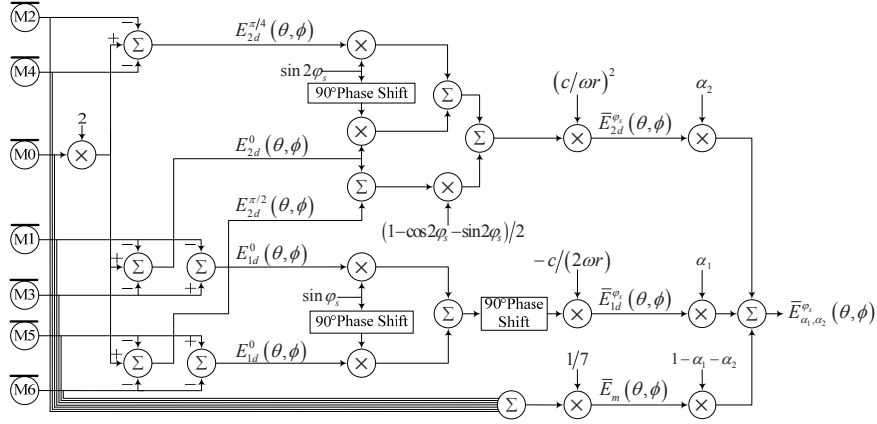 M2
−
+
Σ
−
M4
E_{2d}^{π/4}(θ,ϕ)
×
sin 2φ_s
90°Phase Shift
×
Σ
2
M0
×
E_{2d}^{0}(θ,ϕ)
Σ
×
(1−cos2φ_s−sin2φ_s)/2
Σ
(c/ωr)^2
×
Ē_{2d}^{φ_s}(θ,ϕ)
α_2
×
E_{2d}^{π/2}(θ,ϕ)
M1
−
+
Σ
−
−
Σ
+
M3
E_{1d}^{0}(θ,ϕ)
×
sin φ_s
90°Phase Shift
×
Σ
90°Phase
Shift
−c/(2ωr)
×
Ē_{1d}^{φ_s}(θ,ϕ)
α_1
×
Σ
Ē_{α_1,α_2}^{φ_s}(θ,ϕ)
M5
+
−
Σ
−
+
Σ
−
M6
E_{1d}^{0}(θ,ϕ)
Σ
1/7
×
Ē_m(θ,ϕ)
1−α_1−α_2
×